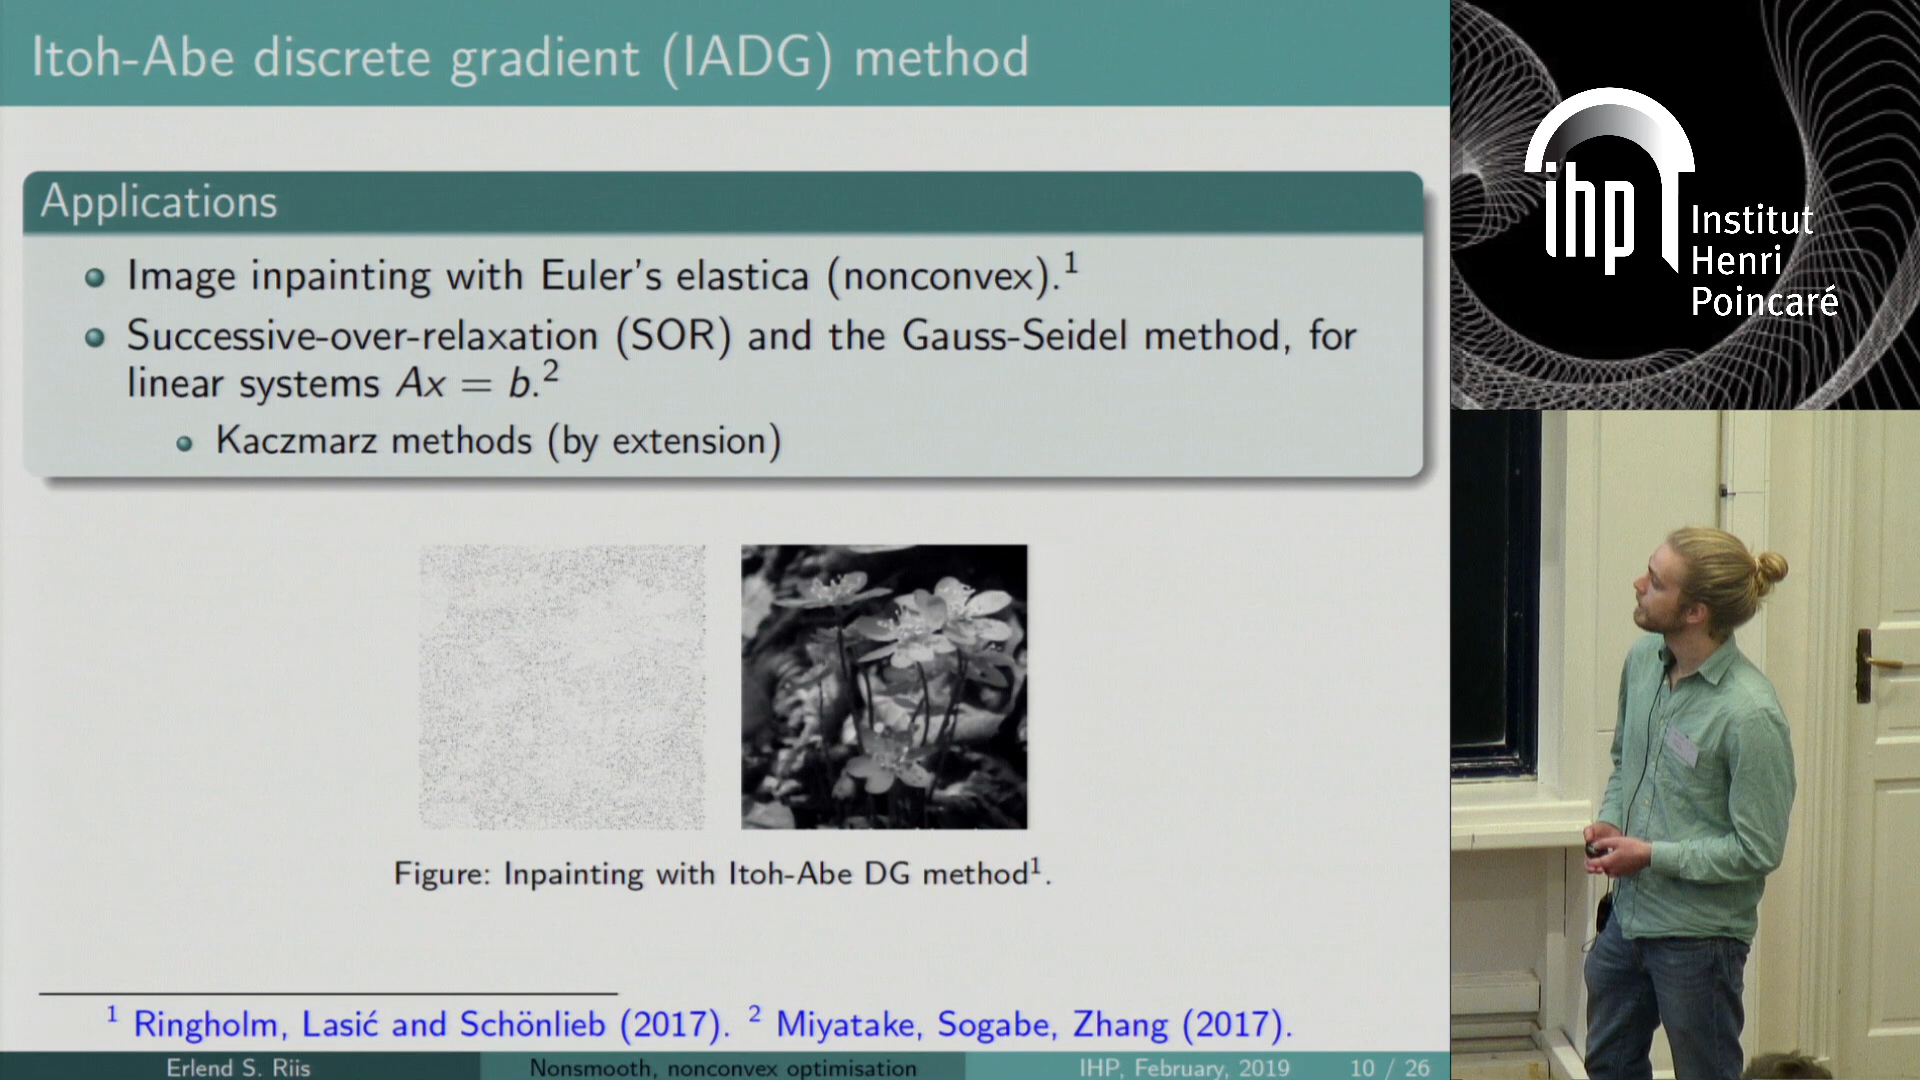 Itoh-Abe discrete gradient (IADG) method
Applications
Image inpainting with Euler's elastica (nonconvex).¹
Successive-over-relaxation (SOR) and the Gauss-Seidel method, for
linear systems Ax = b.²
Kaczmarz methods (by extension)
Figure: Inpainting with Itoh-Abe DG method¹.
¹ Ringholm, Lasić and Schönlieb (2017). ² Miyatake, Sogabe, Zhang (2017).
Erlend S. Riis Nonsmooth, nonconvex optimisation IHP, February, 2019 10 / 26
ihp
Institut
Henri
Poincaré